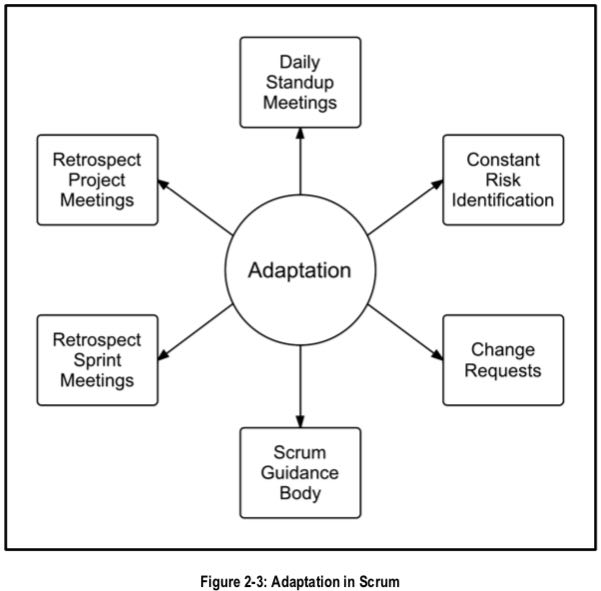 Daily
Standup
Meetings
Retrospect
Project
Meetings
Constant
Risk
Identification
Adaptation
Retrospect
Sprint
Meetings
Change
Requests
Scrum
Guidance
Body
Figure 2-3: Adaptation in Scrum